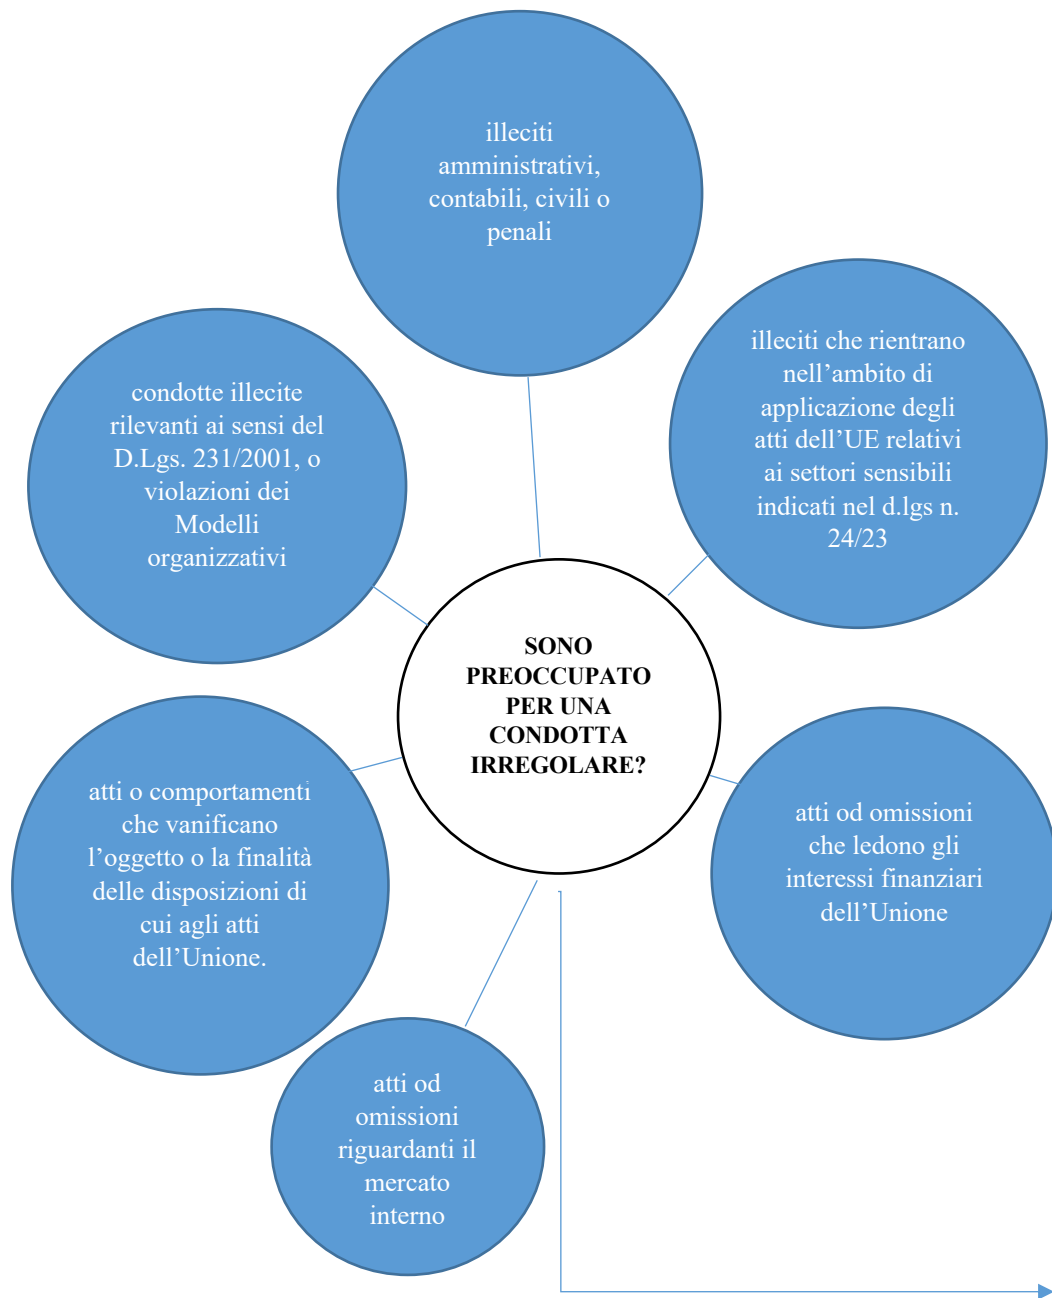 illeciti
amministrativi,
contabili, civili o
penali
illeciti che rientrano
nell’ambito di
applicazione degli
atti dell’UE relativi
ai settori sensibili
indicati nel d.lgs n.
24/23
condotte illecite
rilevanti ai sensi del
D.Lgs. 231/2001, o
violazioni dei
Modelli
organizzativi
SONO
PREOCCUPATO
PER UNA
CONDOTTA
IRREGOLARE?
atti o comportamenti
che vanificano
l’oggetto o la finalità
delle disposizioni di
cui agli atti
dell’Unione.
atti od omissioni
che ledono gli
interessi finanziari
dell’Unione
atti od
omissioni
riguardanti il
mercato
interno